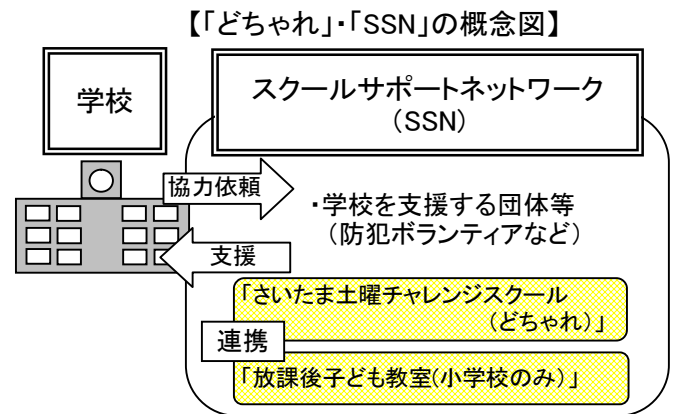 【「どちゃれ」・「SSN」の概念図】
学校
スクールサポートネットワーク
(SSN)
協力依頼
・学校を支援する団体等
(防犯ボランティアなど)
支援
「さいたま土曜チャレンジスクール
(どちゃれ)」
連携
「放課後子ども教室(小学校のみ)」